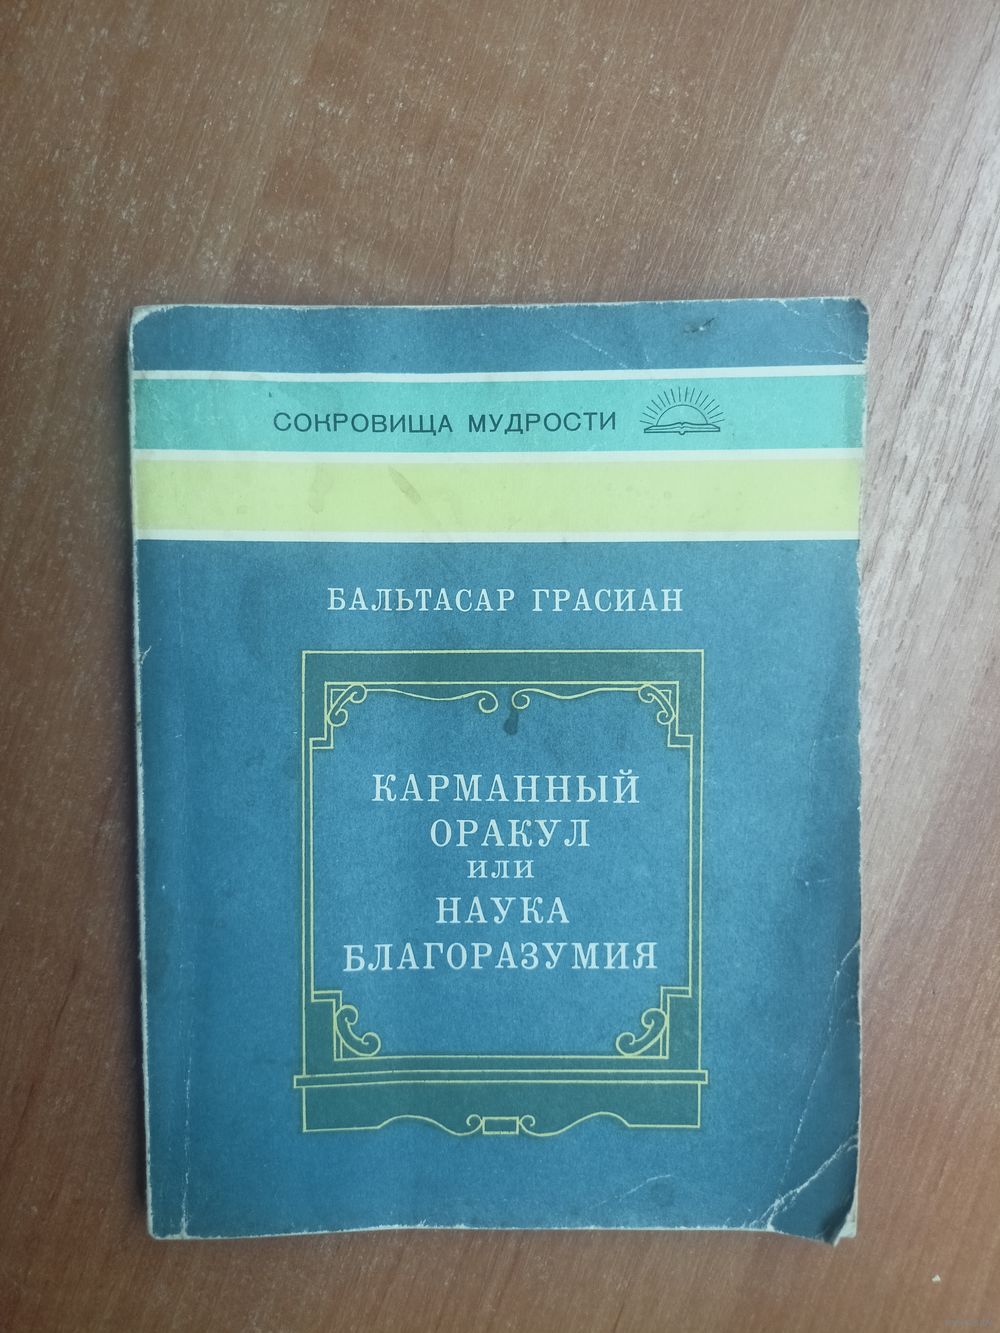 СОКРОВИЩА МУДРОСТИ
БАЛЬТАСАР ГРАСИАН
КАРМАННЫЙ
ОРАКУЛ
ИЛИ
НАУКА
БЛАГОРАЗУМИЯ